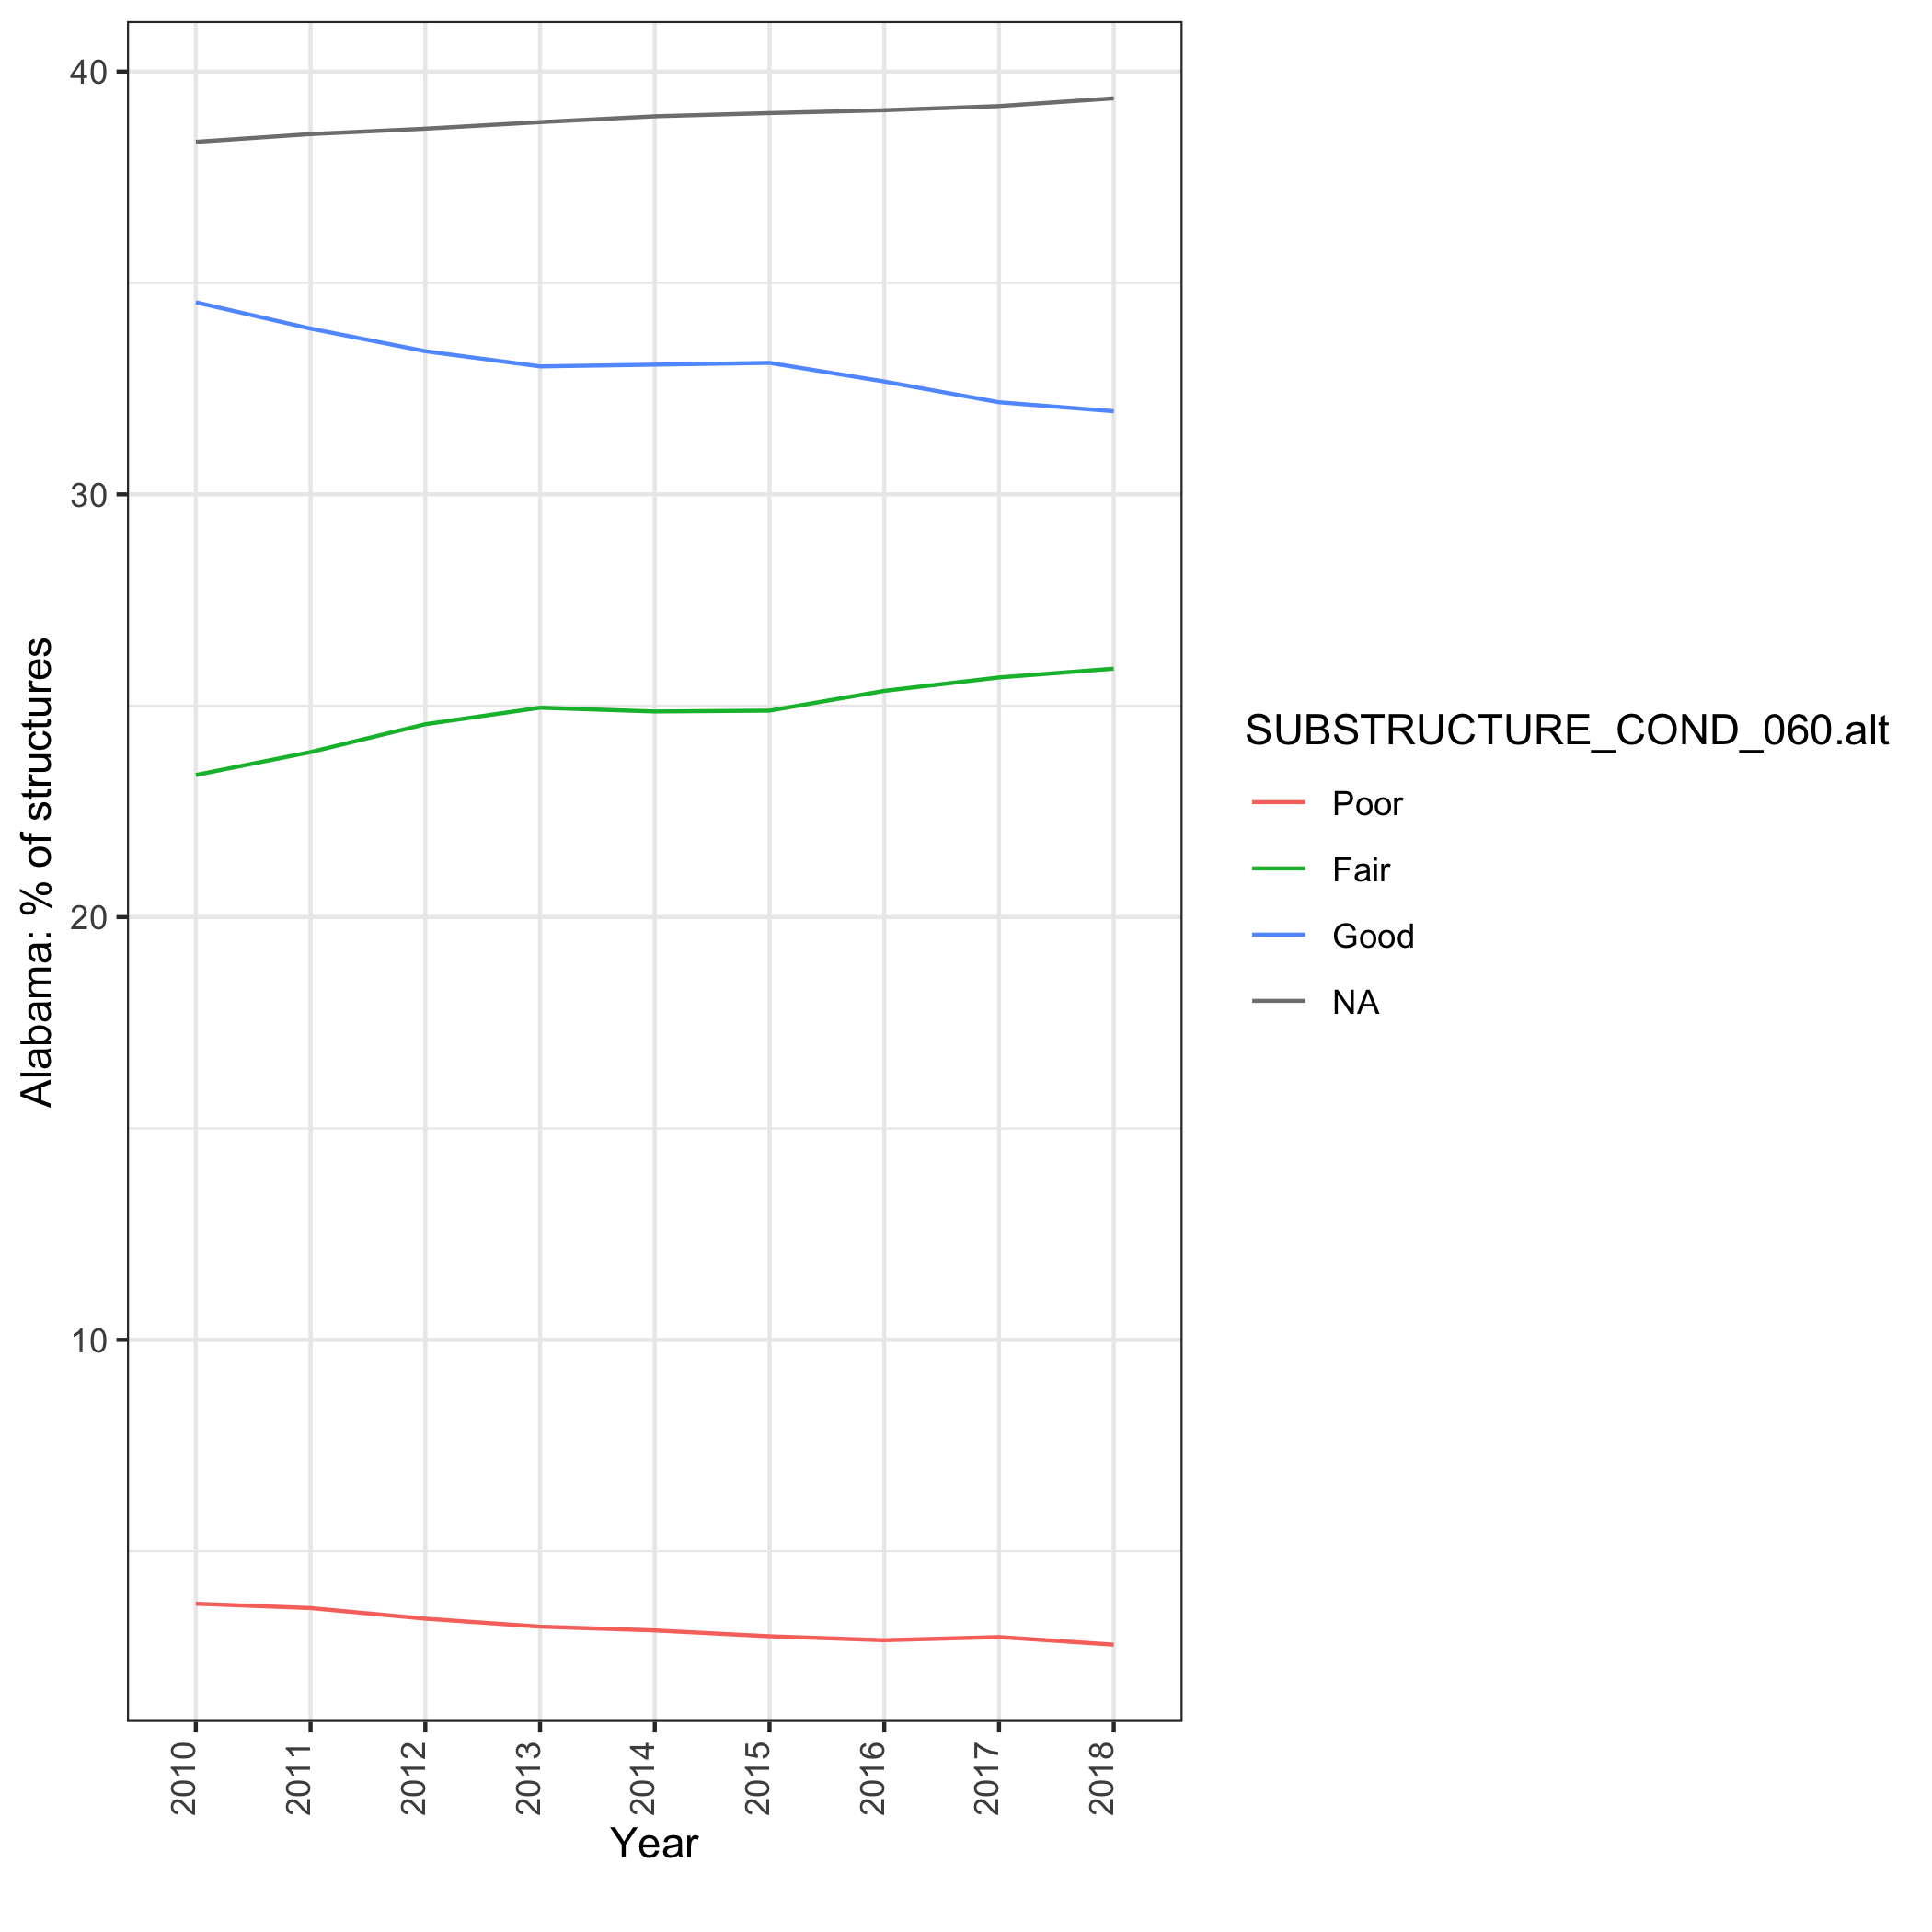 Alabama: % of structures
40
30
20
10
2010
2011
2012
2013
2014
2015
2016
2017
2018
Year
SUBSTRUCTURE_COND_060.alt
Poor
Fair
Good
NA